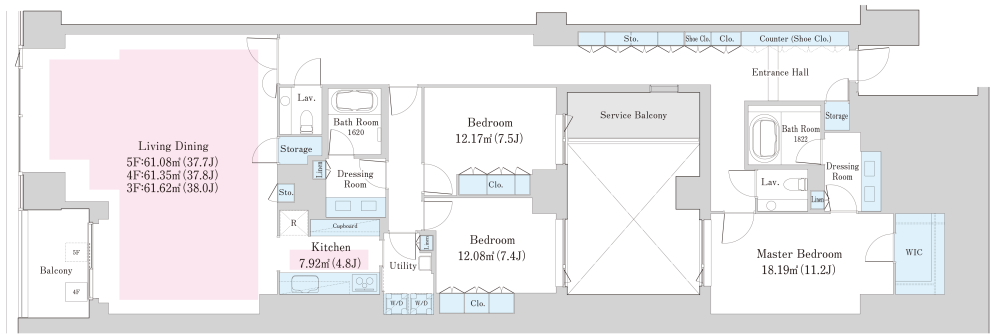 Sto.
Shoe Clo.
Clo.
Counter (Shoe Clo.)
Entrance Hall
Lav.
Bath Room
1620
Bedroom
12.17㎡(7.5J)
Service Balcony
Storage
Bath Room
1822
Living Dining
5F:61.08㎡(37.7J)
4F:61.35㎡(37.8J)
3F:61.62㎡(38.0J)
Storage
Linen
Dressing
Room
Clo.
Dressing
Room
Lav.
Linen
Sto.
R
Cupboard
Kitchen
7.92㎡(4.8J)
Linen
Utility
Bedroom
12.08㎡(7.4J)
Master Bedroom
18.19㎡(11.2J)
WIC
Balcony
5F
4F
W/D
W/D
Clo.